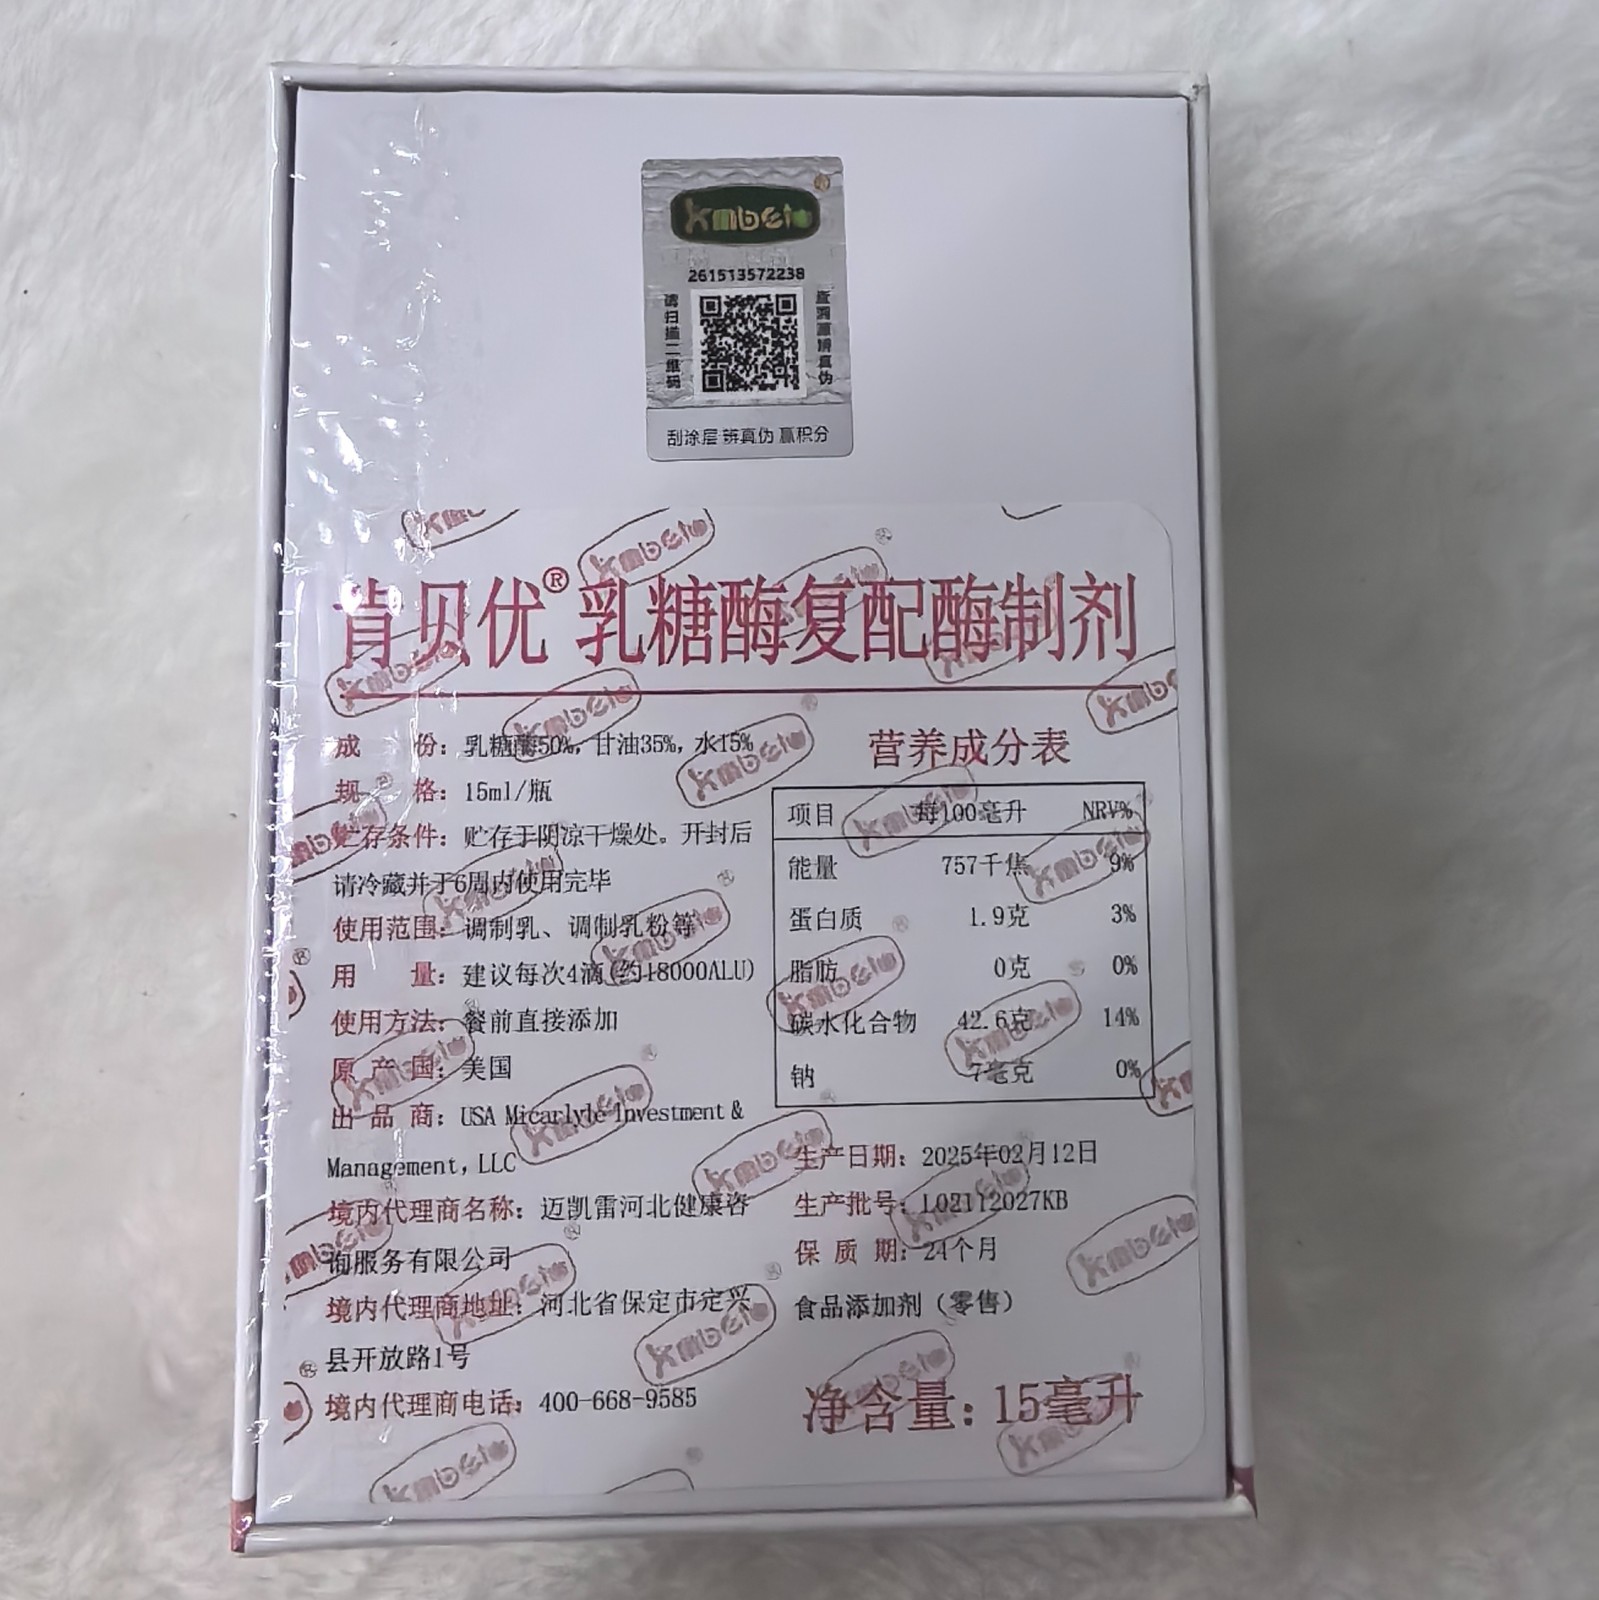 kmbeiu®
261513572238
请扫描二维码
查溯源辨真伪
刮涂层 辨真伪 赢积分
肯贝优®乳糖酶复配酶制剂
成 份：乳糖酶50%，甘油35%，水15%
规 格：15ml/瓶
贮存条件：贮存于阴凉干燥处。开封后
请冷藏并于6周内使用完毕
使用范围：调制乳、调制乳粉等
用 量：建议每次4滴(约18000ALU)
使用方法：餐前直接添加
原 产 国：美国
出 品 商：USA Micarlyle Investment &
Management, LLC
境内代理商名称：迈凯雷河北健康咨
询服务有限公司
境内代理商地址：河北省保定市定兴
县开放路1号
境内代理商电话：400-668-9585
营养成分表
项目 每100毫升 NRV%
能量 757千焦 9%
蛋白质 1.9克 3%
脂肪 0克 0%
碳水化合物 42.6克 14%
钠 7毫克 0%
生产日期：2025年02月12日
生产批号：L02112027KB
保 质 期：24个月
食品添加剂（零售）
净含量：15毫升